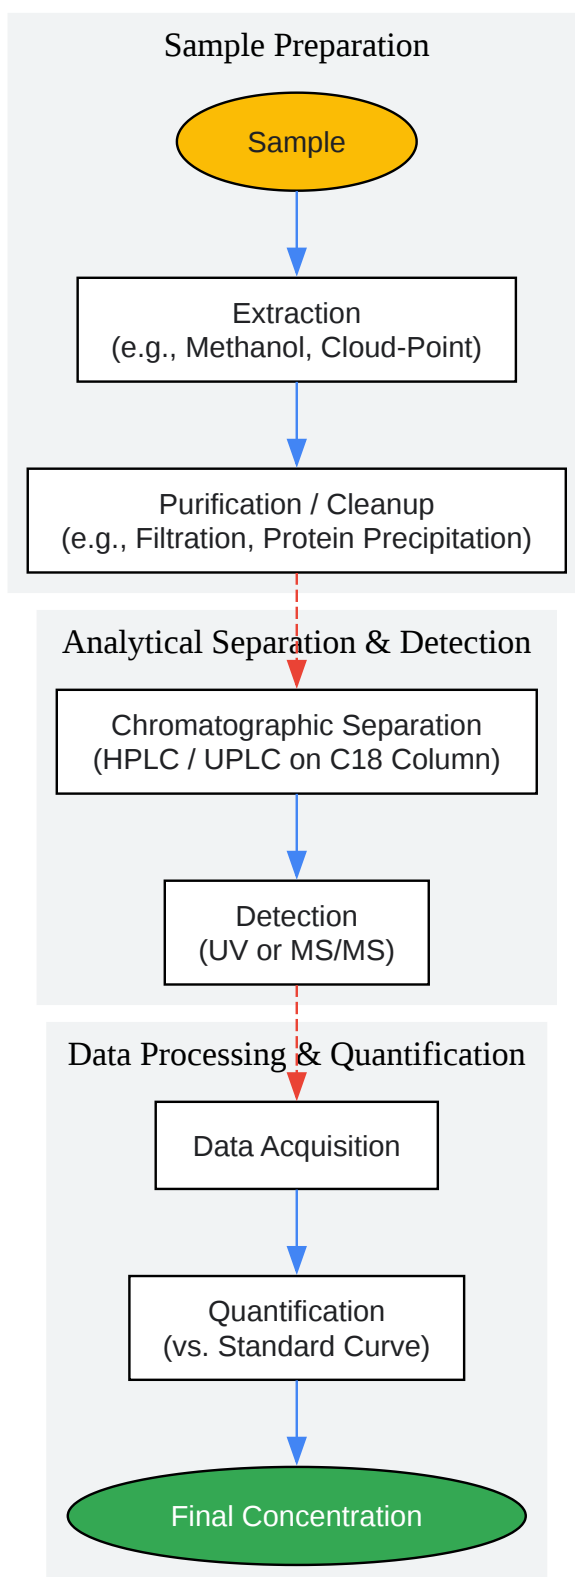 Sample Preparation
Sample
Extraction
(e.g., Methanol, Cloud-Point)
Purification / Cleanup
(e.g., Filtration, Protein Precipitation)
Analytical Separation & Detection
Chromatographic Separation
(HPLC / UPLC on C18 Column)
Detection
(UV or MS/MS)
Data Processing & Quantification
Data Acquisition
Quantification
(vs. Standard Curve)
Final Concentration